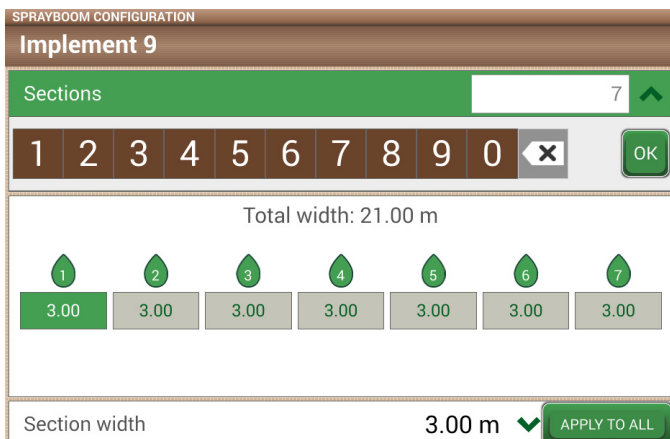 SPRAYBOOM CONFIGURATION
Implement 9
Sections 7
1 2 3 4 5 6 7 8 9 0 OK
Total width: 21.00 m
1 2 3 4 5 6 7
3.00 3.00 3.00 3.00 3.00 3.00 3.00
Section width 3.00 m APPLY TO ALL